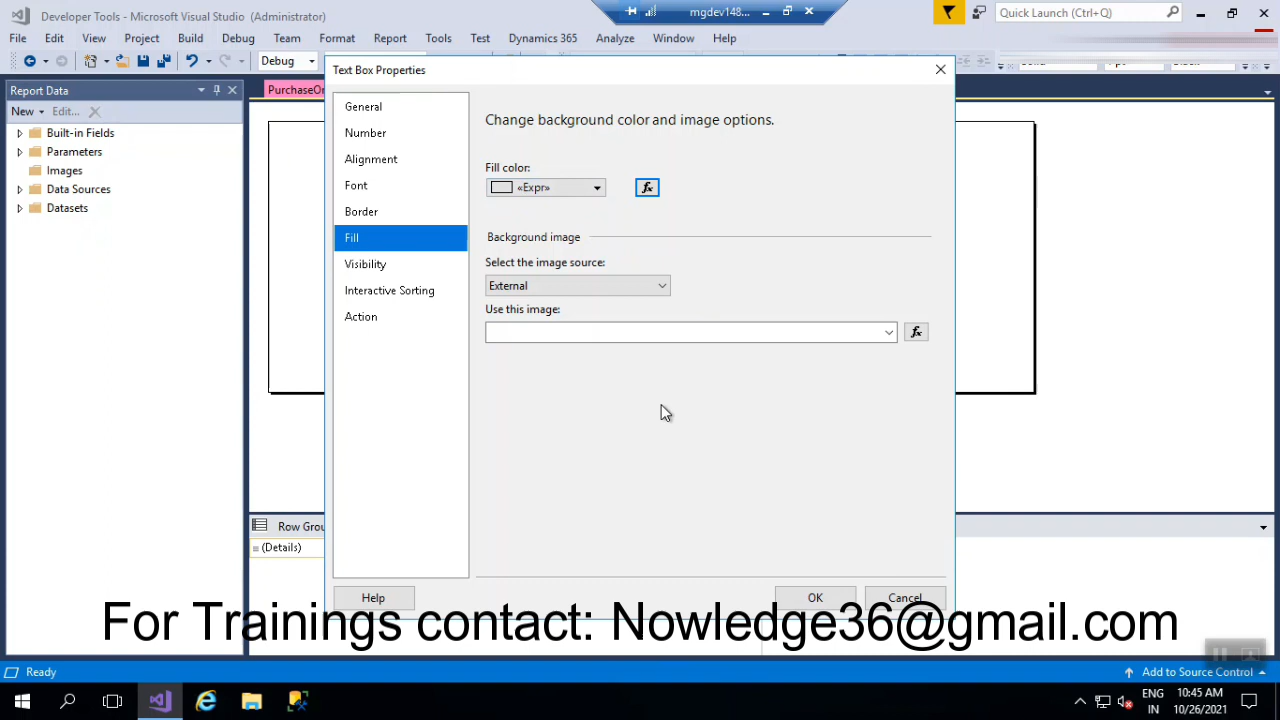 Developer Tools - Microsoft Visual Studio (Administrator)
mgdev148...
Quick Launch (Ctrl+Q)
File Edit View Project Build Debug Team Format Report Tools Test Dynamics 365 Analyze Window Help
Debug
Report Data
New Edit...
Built-in Fields
Parameters
Images
Data Sources
Datasets
PurchaseOr
Text Box Properties
General
Number
Alignment
Font
Border
Fill
Visibility
Interactive Sorting
Action
Change background color and image options.
Fill color:
«Expr»
fx
Background image
Select the image source:
External
Use this image:
fx
Help
OK
Cancel
Row Grou
(Details)
For Trainings contact: Nowledge36@gmail.com
Ready
Add to Source Control
ENG
IN
10:45 AM
10/26/2021